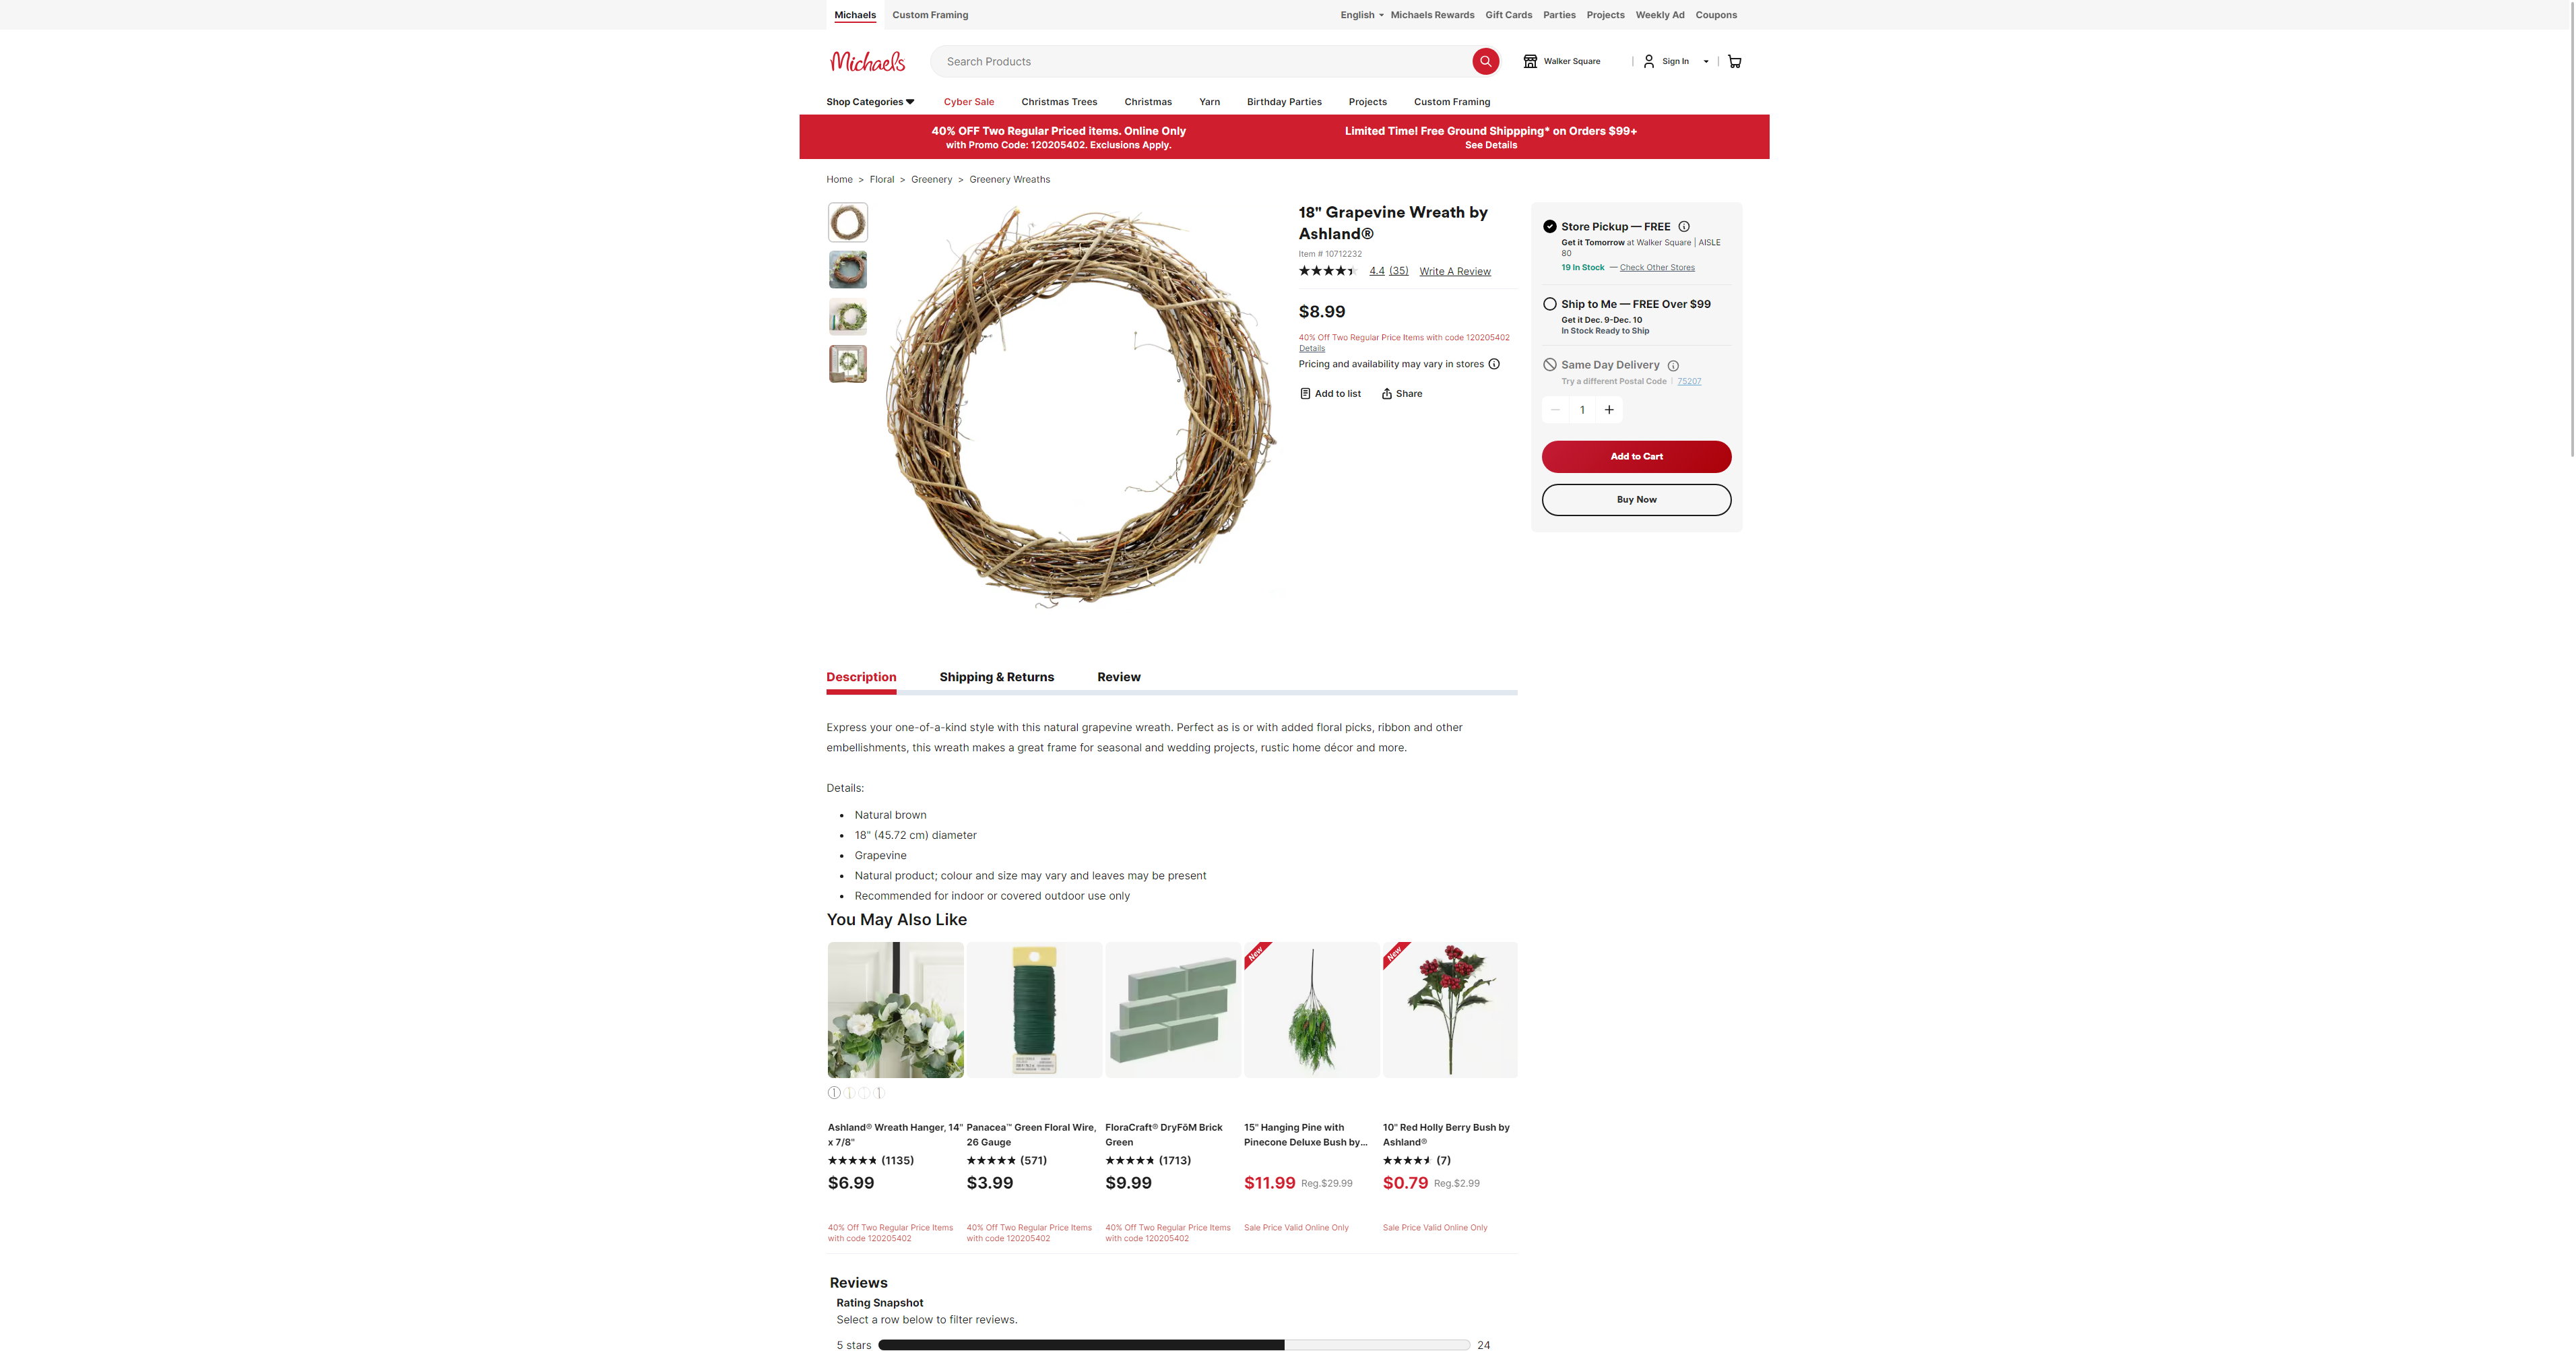 Michaels
Custom Framing
English
Michaels Rewards
Gift Cards
Parties
Projects
Weekly Ad
Coupons
Michaels
Search Products
Walker Square
Sign In
Shop Categories
Cyber Sale
Christmas Trees
Christmas
Yarn
Birthday Parties
Projects
Custom Framing
40% OFF Two Regular Priced items. Online Only
with Promo Code: 120205402. Exclusions Apply.
Limited Time! Free Ground Shippping* on Orders $99+
See Details
Home > Floral > Greenery > Greenery Wreaths
18" Grapevine Wreath by
Ashland®
Item # 10712232
4.4 (35) Write A Review
$8.99
40% Off Two Regular Price Items with code 120205402
Details
Pricing and availability may vary in stores
Add to list
Share
Store Pickup — FREE
Get it Tomorrow at Walker Square | AISLE
80
19 In Stock — Check Other Stores
Ship to Me — FREE Over $99
Get it Dec. 9-Dec. 10
In Stock Ready to Ship
Same Day Delivery
Try a different Postal Code | 75207
1
Add to Cart
Buy Now
Description
Shipping & Returns
Review
Express your one-of-a-kind style with this natural grapevine wreath. Perfect as is or with added floral picks, ribbon and other
embellishments, this wreath makes a great frame for seasonal and wedding projects, rustic home décor and more.
Details:
• Natural brown
• 18" (45.72 cm) diameter
• Grapevine
• Natural product; colour and size may vary and leaves may be present
• Recommended for indoor or covered outdoor use only
You May Also Like
New
New
Ashland® Wreath Hanger, 14"
x 7/8"
(1135)
$6.99
40% Off Two Regular Price Items
with code 120205402
Panacea™ Green Floral Wire,
26 Gauge
(571)
$3.99
40% Off Two Regular Price Items
with code 120205402
FloraCraft® DryFōM Brick
Green
(1713)
$9.99
40% Off Two Regular Price Items
with code 120205402
15" Hanging Pine with
Pinecone Deluxe Bush by...
$11.99 Reg.$29.99
Sale Price Valid Online Only
10" Red Holly Berry Bush by
Ashland®
(7)
$0.79 Reg.$2.99
Sale Price Valid Online Only
Reviews
Rating Snapshot
Select a row below to filter reviews.
5 stars 24